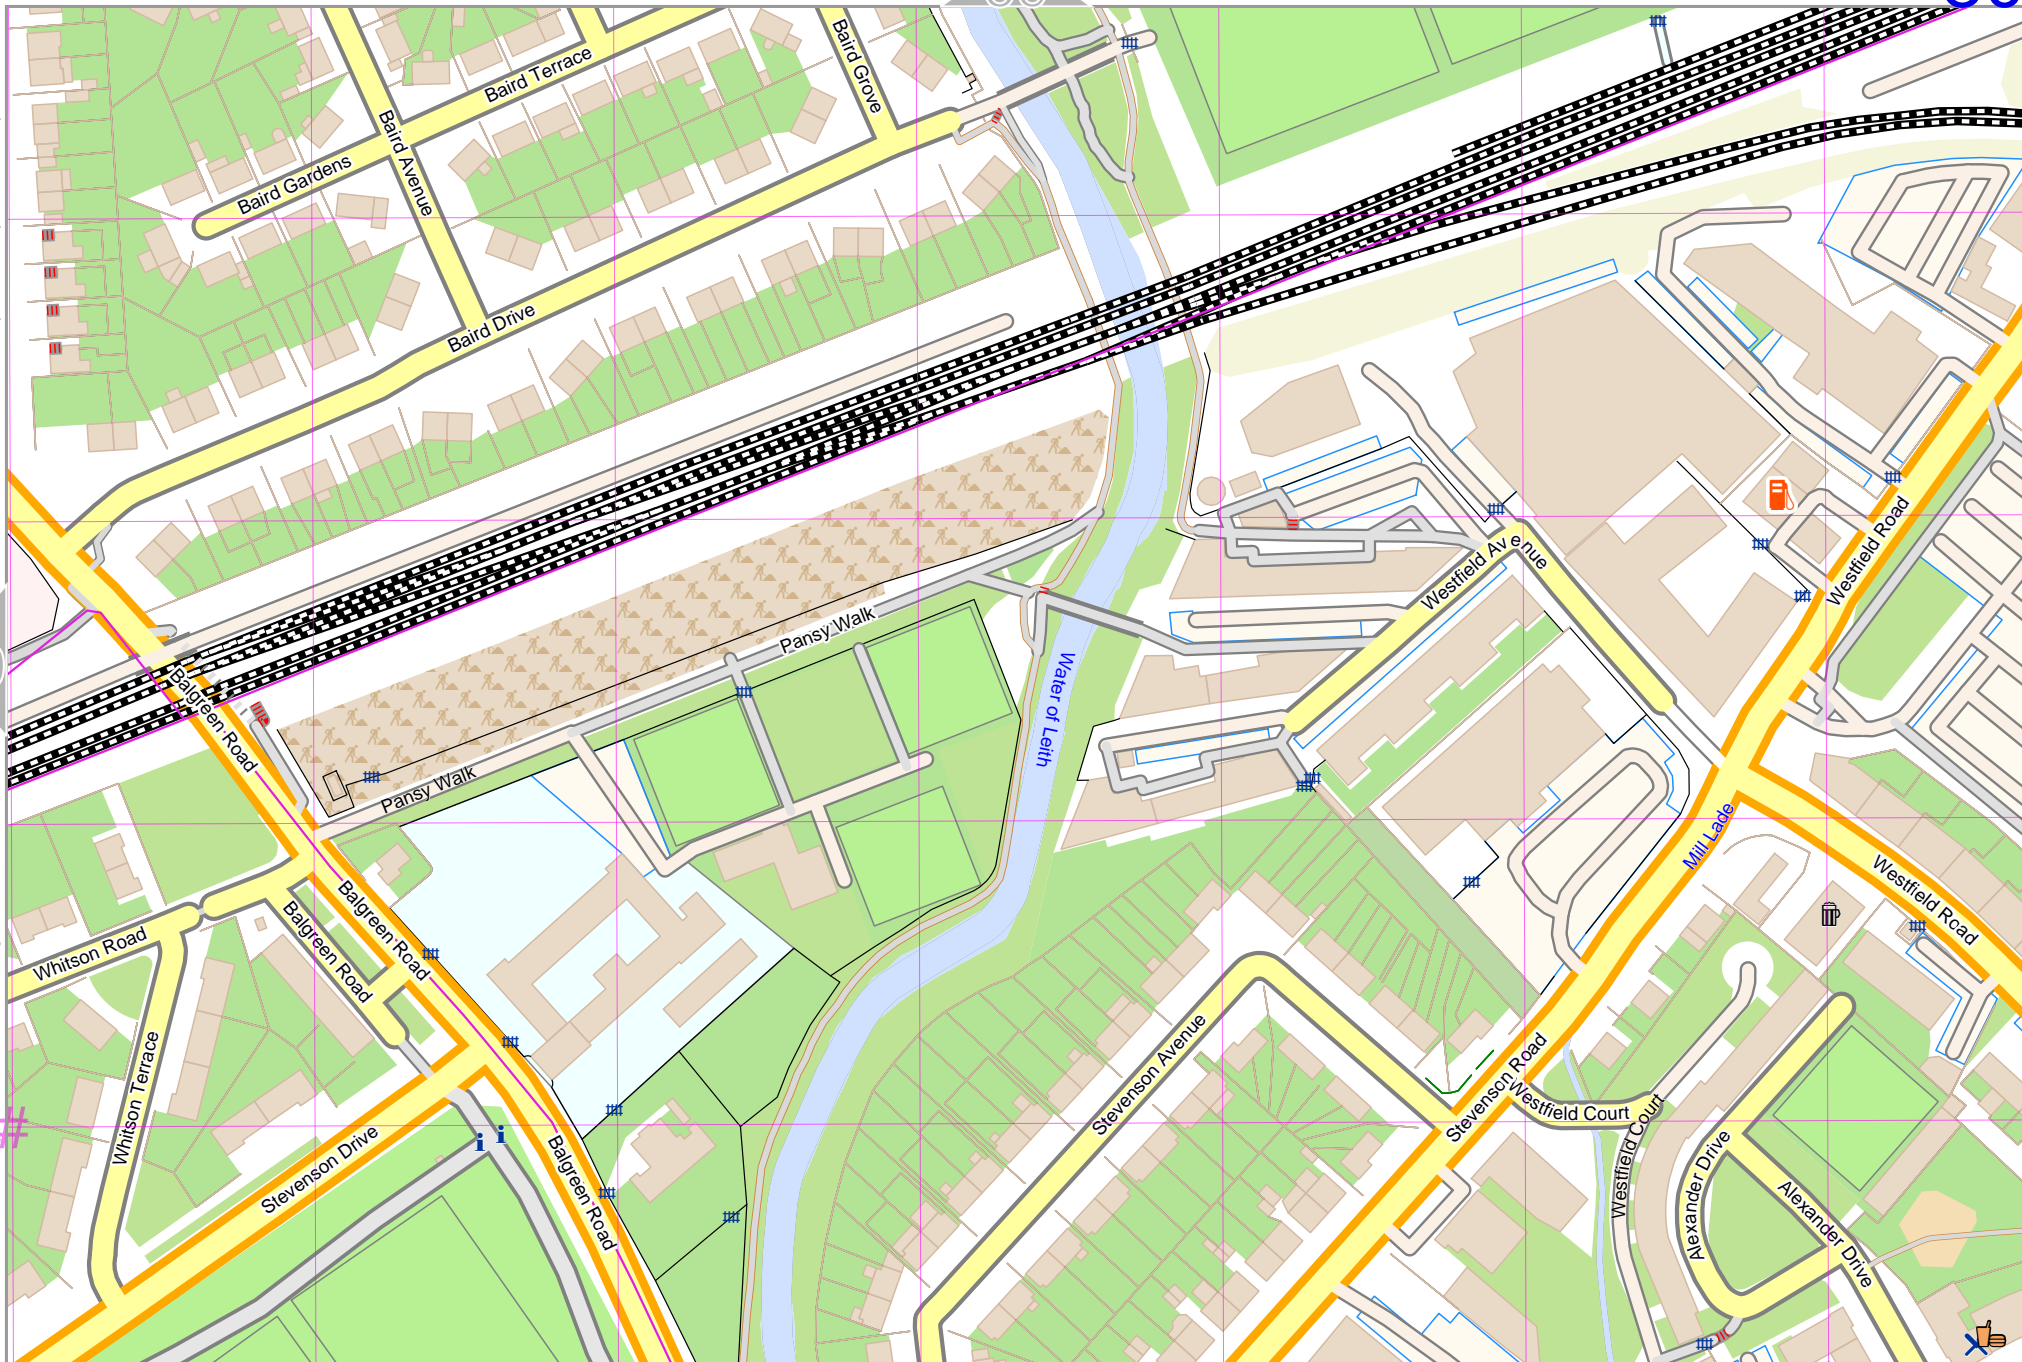 Baird Grove
Baird Terrace
Baird Avenue
Baird Gardens
Baird Drive
Westfield Road
Westfield Avenue
Pansy Walk
Water of Leith
Balgreen Road
Pansy Walk
Mill Lade
Westfield Road
Balgreen Road
Balgreen Road
Whitson Road
Stevenson Avenue
Stevenson Road
Whitson Terrace
Westfield Court
Westfield Court
Stevenson Drive
Balgreen Road
Alexander Drive
Alexander Drive
i
i
#